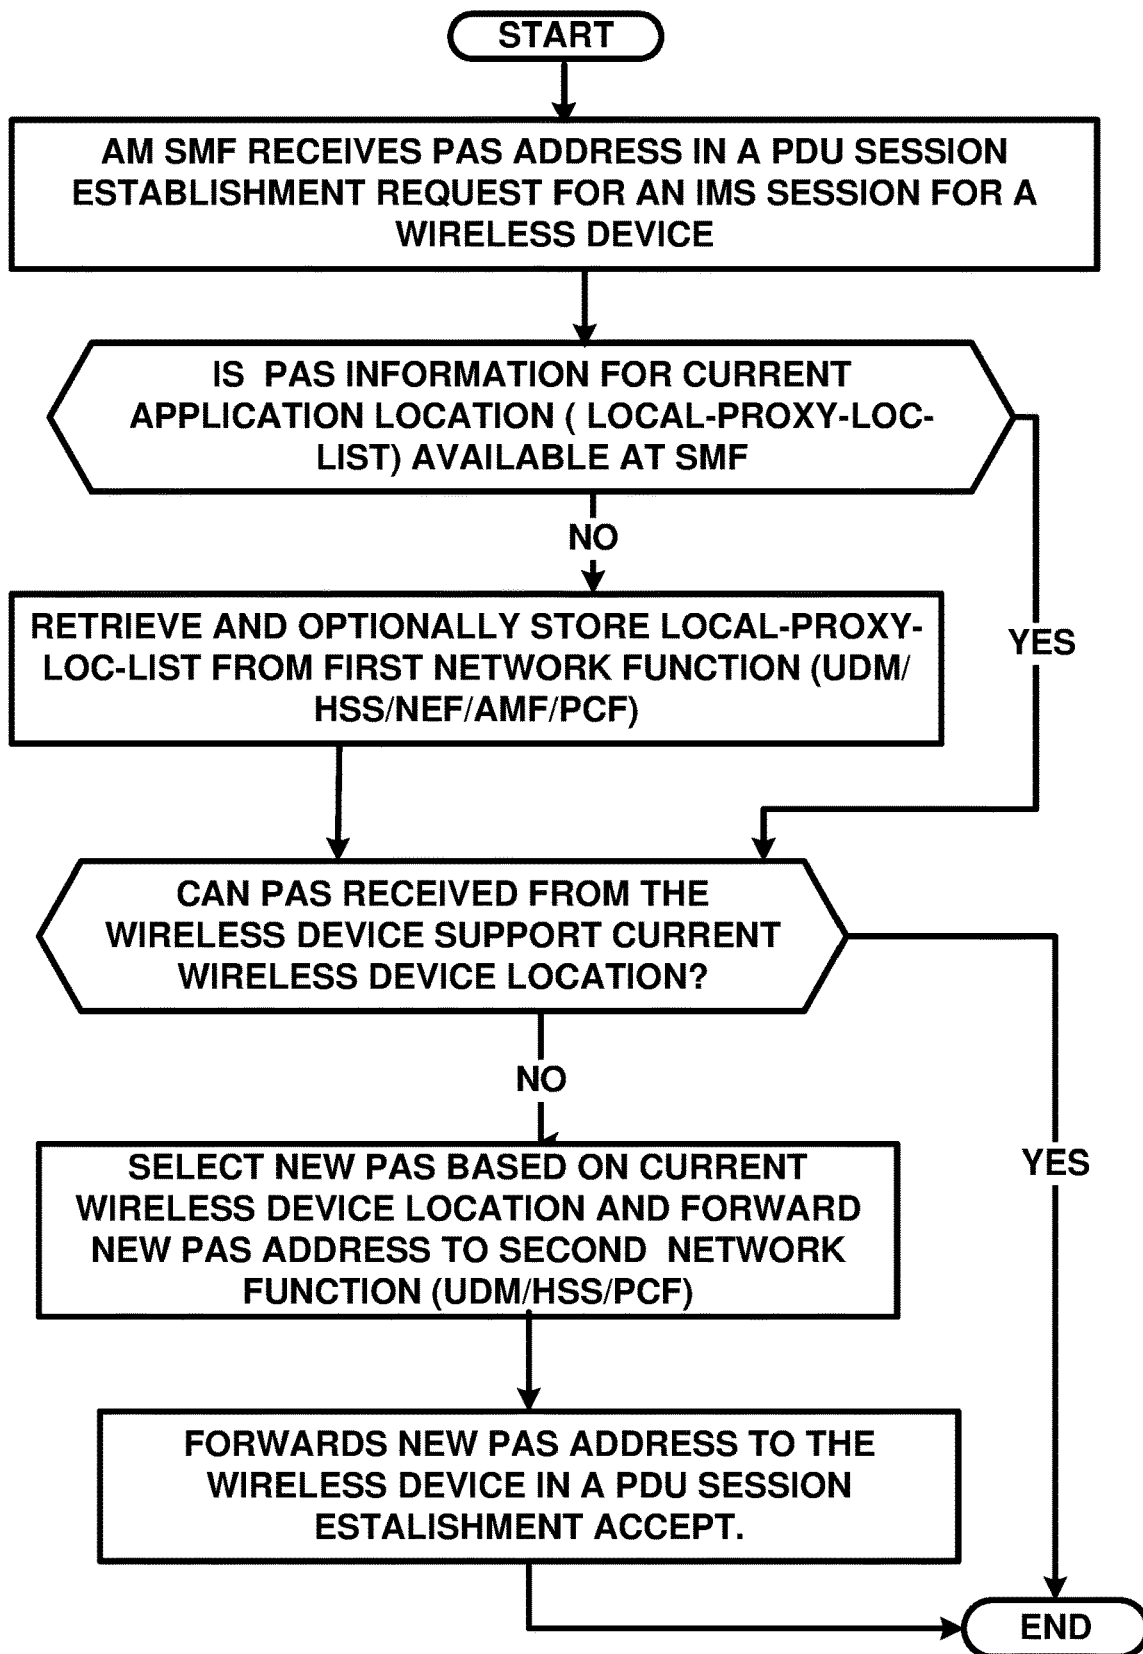 START
AM SMF RECEIVES PAS ADDRESS IN A PDU SESSION
ESTABLISHMENT REQUEST FOR AN IMS SESSION FOR A
WIRELESS DEVICE
IS PAS INFORMATION FOR CURRENT
APPLICATION LOCATION ( LOCAL-PROXY-LOC-
LIST) AVAILABLE AT SMF
NO
RETRIEVE AND OPTIONALLY STORE LOCAL-PROXY-
LOC-LIST FROM FIRST NETWORK FUNCTION (UDM/
HSS/NEF/AMF/PCF)
YES
CAN PAS RECEIVED FROM THE
WIRELESS DEVICE SUPPORT CURRENT
WIRELESS DEVICE LOCATION?
NO
SELECT NEW PAS BASED ON CURRENT
WIRELESS DEVICE LOCATION AND FORWARD
NEW PAS ADDRESS TO SECOND NETWORK
FUNCTION (UDM/HSS/PCF)
YES
FORWARDS NEW PAS ADDRESS TO THE
WIRELESS DEVICE IN A PDU SESSION
ESTALISHMENT ACCEPT.
END